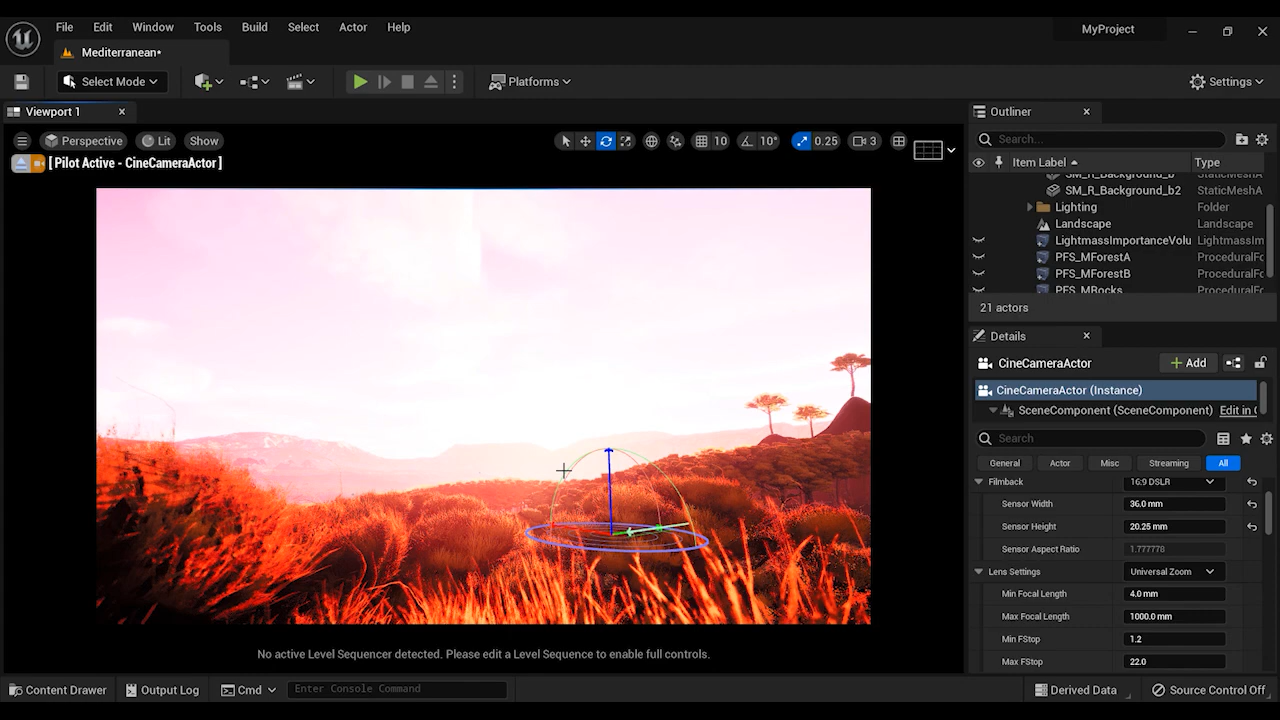 File Edit Window Tools Build Select Actor Help
MyProject
Mediterranean*
Select Mode
Platforms
Settings
Viewport 1
Outliner
Perspective Lit Show
10 10° 0.25 3
[ Pilot Active - CineCameraActor ]
Search...
Item Label Type
SM_R_Background_b StaticMeshA
SM_R_Background_b2 StaticMeshA
Lighting Folder
Landscape Landscape
LightmassImportanceVolu LightmassIm
PFS_MForestA ProceduralFo
PFS_MForestB ProceduralFo
PFS_MRocks ProceduralFo
21 actors
Details
CineCameraActor
Add
CineCameraActor (Instance)
SceneComponent (SceneComponent) Edit in C
Search
General Actor Misc Streaming All
Filmback 16:9 DSLR
Sensor Width 36.0 mm
Sensor Height 20.25 mm
Sensor Aspect Ratio 1.777778
Lens Settings Universal Zoom
Min Focal Length 4.0 mm
Max Focal Length 1000.0 mm
Min FStop 1.2
Max FStop 22.0
No active Level Sequencer detected. Please edit a Level Sequence to enable full controls.
Content Drawer Output Log Cmd Enter Console Command
Derived Data Source Control Off